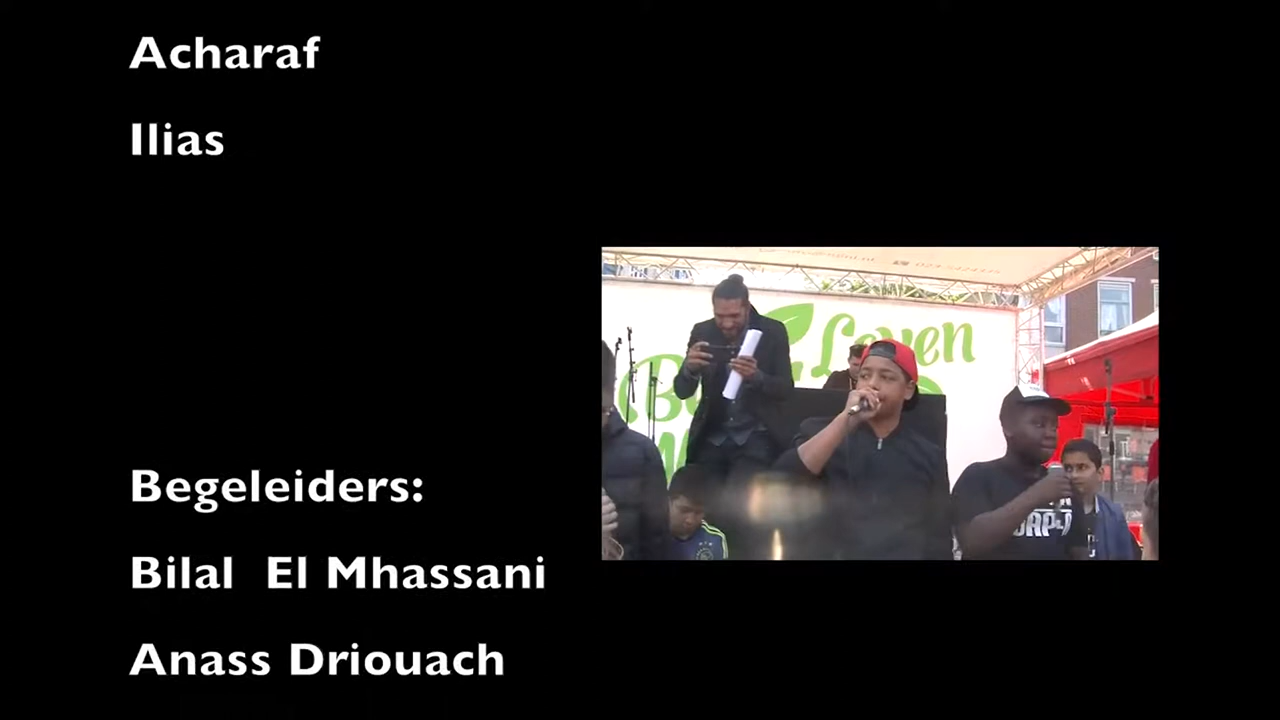 Acharaf
Ilias
Begeleiders:
Bilal El Mhassani
Anass Driouach
Leven